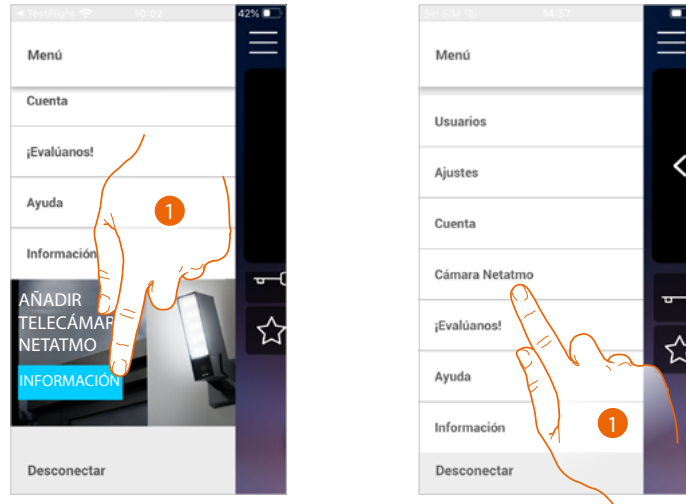 TestFlight
10:02
42%
Menú
Cuenta
¡Evalúanos!
Ayuda
1
Información
AÑADIR
TELECÁMAR
NETATMO
INFORMACIÓN
Desconectar
Sin SIM
14:57
Menú
Usuarios
Ajustes
Cuenta
Cámara Netatmo
¡Evalúanos!
Ayuda
Información
1
Desconectar